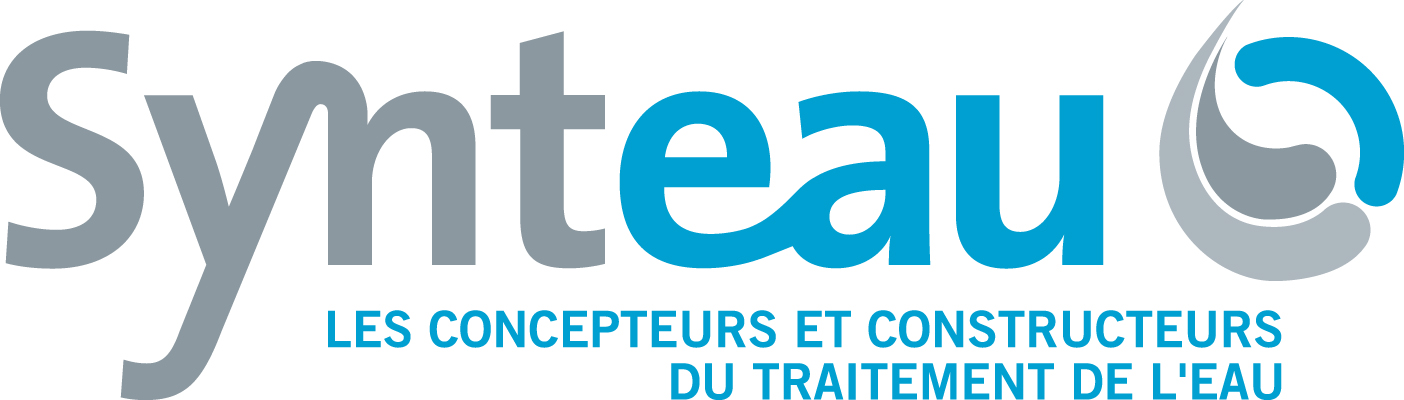 Synteau
LES CONCEPTEURS ET CONSTRUCTEURS
DU TRAITEMENT DE L'EAU